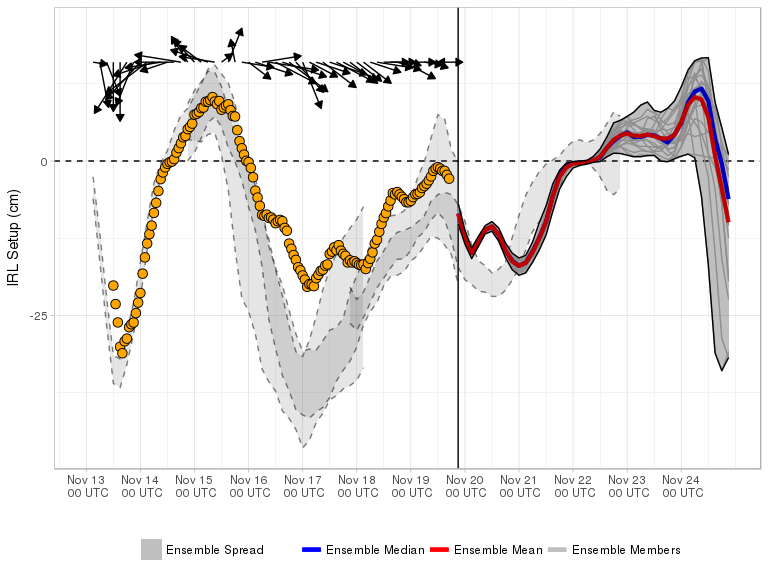 IRL Setup (cm)
0
-25
Nov 13 Nov 14 Nov 15 Nov 16 Nov 17 Nov 18 Nov 19 Nov 20 Nov 21 Nov 22 Nov 23 Nov 24
00 UTC 00 UTC 00 UTC 00 UTC 00 UTC 00 UTC 00 UTC 00 UTC 00 UTC 00 UTC 00 UTC 00 UTC
Ensemble Spread Ensemble Median Ensemble Mean Ensemble Members